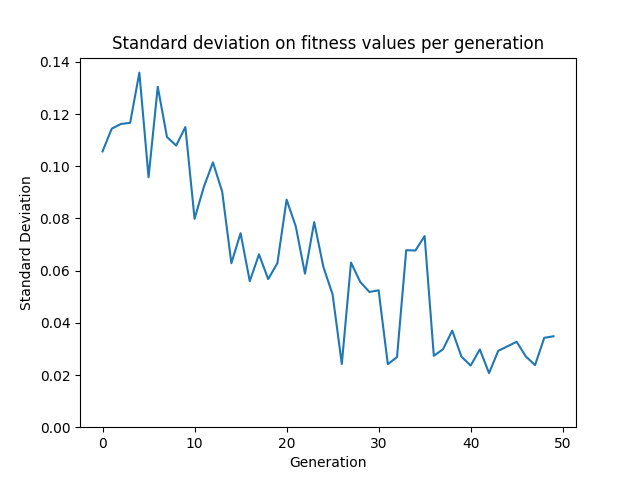 Standard deviation on fitness values per generation
0.14
0.12
0.10
0.08
0.06
0.04
0.02
0.00
Standard Deviation
0 10 20 30 40 50
Generation